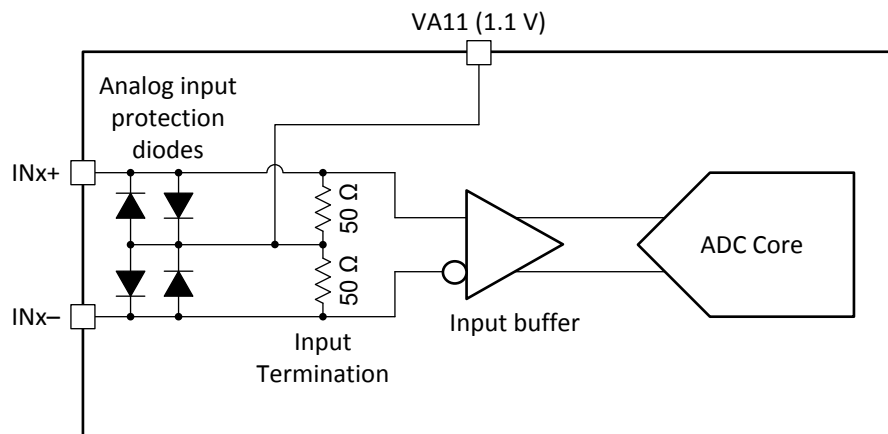 VA11 (1.1 V)
Analog input
protection
diodes
INx+
50 Ω
50 Ω
ADC Core
INx–
Input buffer
Input
Termination